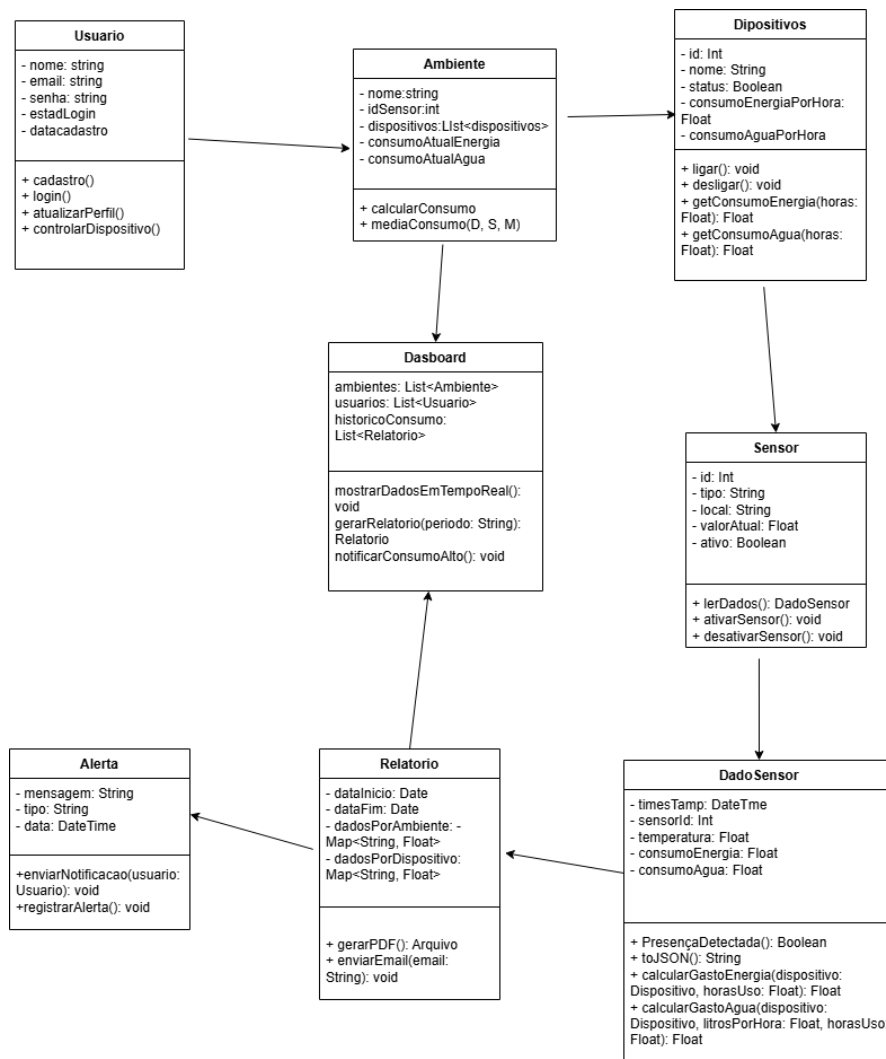 Usuario
- nome: string
- email: string
- senha: string
- estadLogin
- datacadastro
+ cadastro()
+ login()
+ atualizarPerfil()
+ controlarDispositivo()
Ambiente
- nome:string
- idSensor:int
- dispositivos:LIst<dispositivos>
- consumoAtualEnergia
- consumoAtualAgua
+ calcularConsumo
+ mediaConsumo(D, S, M)
Dipositivos
- id: Int
- nome: String
- status: Boolean
- consumoEnergiaPorHora:
Float
- consumoAguaPorHora
+ ligar(): void
+ desligar(): void
+ getConsumoEnergia(horas:
Float): Float
+ getConsumoAgua(horas:
Float): Float
Dasboard
ambientes: List<Ambiente>
usuarios: List<Usuario>
historicoConsumo:
List<Relatorio>
mostrarDadosEmTempoReal():
void
gerarRelatorio(periodo: String):
Relatorio
notificarConsumoAlto(): void
Sensor
- id: Int
- tipo: String
- local: String
- valorAtual: Float
- ativo: Boolean
+ lerDados(): DadoSensor
+ ativarSensor(): void
+ desativarSensor(): void
Alerta
- mensagem: String
- tipo: String
- data: DateTime
+enviarNotificacao(usuario:
Usuario): void
+registrarAlerta(): void
Relatorio
- dataInicio: Date
- dataFim: Date
- dadosPorAmbiente: -
Map<String, Float>
- dadosPorDispositivo:
Map<String, Float>
+ gerarPDF(): Arquivo
+ enviarEmail(email:
String): void
DadoSensor
- timesTamp: DateTme
- sensorId: Int
- temperatura: Float
- consumoEnergia: Float
- consumoAgua: Float
+ PresençaDetectada(): Boolean
+ toJSON(): String
+ calcularGastoEnergia(dispositivo:
Dispositivo, horasUso: Float): Float
+ calcularGastoAgua(dispositivo:
Dispositivo, litrosPorHora: Float, horasUso:
Float): Float